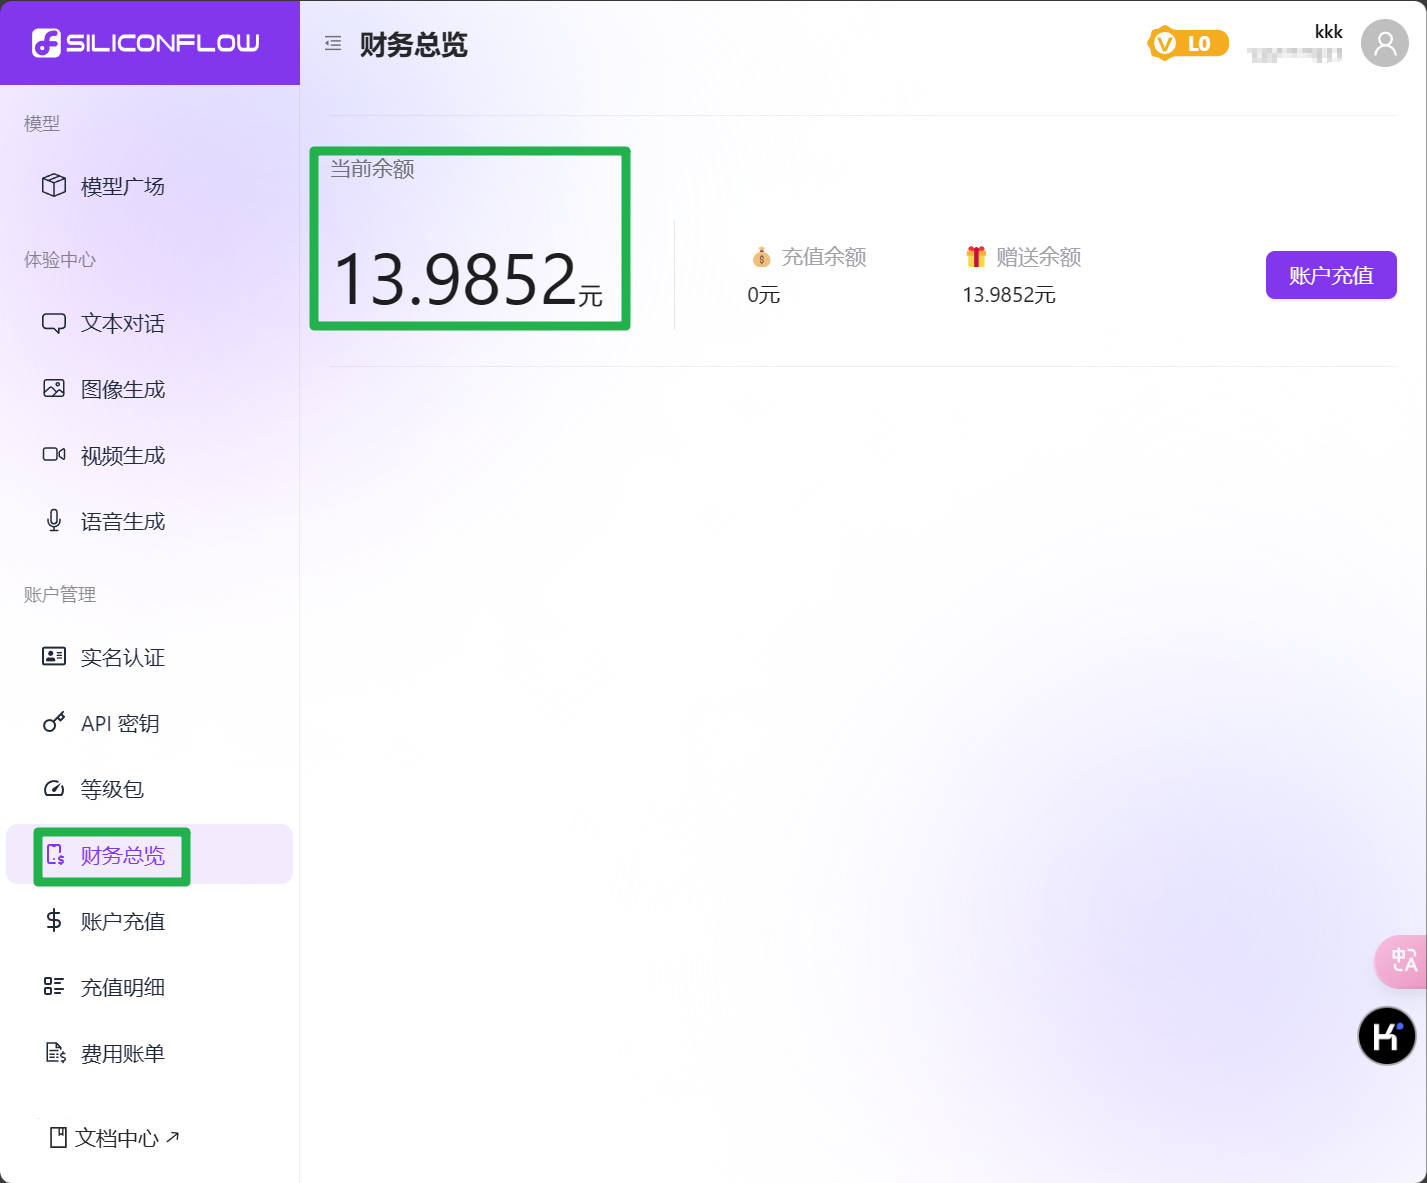 SILICONFLOW
财务总览
L0
kkk
模型
模型广场
体验中心
文本对话
图像生成
视频生成
语音生成
账户管理
实名认证
API 密钥
等级包
财务总览
账户充值
充值明细
费用账单
文档中心
当前余额
13.9852元
充值余额
0元
赠送余额
13.9852元
账户充值